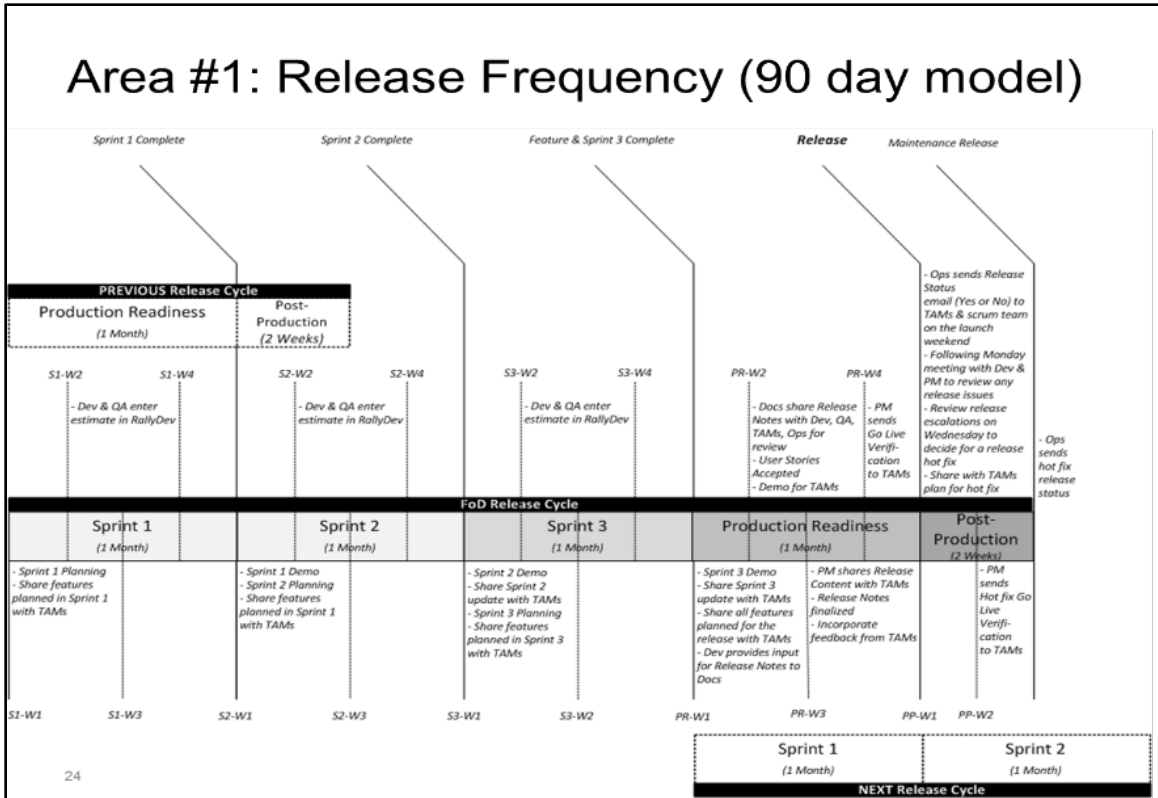 Area #1: Release Frequency (90 day model)
Sprint 1 Complete
Sprint 2 Complete
Feature & Sprint 3 Complete
Release
Maintenance Release
PREVIOUS Release Cycle
Production Readiness
(1 Month)
Post-
Production
(2 Weeks)
S1-W2
S1-W4
S2-W2
S2-W4
S3-W2
S3-W4
PR-W2
PR-W4
- Dev & QA enter
estimate in RallyDev
- Dev & QA enter
estimate in RallyDev
- Dev & QA enter
estimate in RallyDev
- Docs share Release
Notes with Dev, QA,
TAMs, Ops for
review
- User Stories
Accepted
- Demo for TAMs
- PM
sends
Go Live
Verifi-
cation
to TAMs
- Ops sends Release
Status
email (Yes or No) to
TAMs & scrum team
on the launch
weekend
- Following Monday
meeting with Dev &
PM to review any
release issues
- Review release
escalations on
Wednesday to
decide for a release
hot fix
- Share with TAMs
plan for hot fix
- Ops
sends
hot fix
release
status
FoD Release Cycle
Sprint 1
(1 Month)
Sprint 2
(1 Month)
Sprint 3
(1 Month)
Production Readiness
(1 Month)
Post-
Production
(2 Weeks)
- Sprint 1 Planning
- Share features
planned in Sprint 1
with TAMs
- Sprint 1 Demo
- Sprint 2 Planning
- Share features
planned in Sprint 1
with TAMs
- Sprint 2 Demo
- Share Sprint 2
update with TAMs
- Sprint 3 Planning
- Share features
planned in Sprint 3
with TAMs
- Sprint 3 Demo
- Share Sprint 3
update with TAMs
- Share all features
planned for the
release with TAMs
- Dev provides input
for Release Notes to
Docs
- PM shares Release
Content with TAMs
- Release Notes
finalized
- Incorporate
feedback from TAMs
- PM
sends
Hot fix Go
Live
Verifi-
cation
to TAMs
S1-W1
S1-W3
S2-W1
S2-W3
S3-W1
S3-W2
PR-W1
PR-W3
PP-W1
PP-W2
Sprint 1
(1 Month)
Sprint 2
(1 Month)
NEXT Release Cycle
24